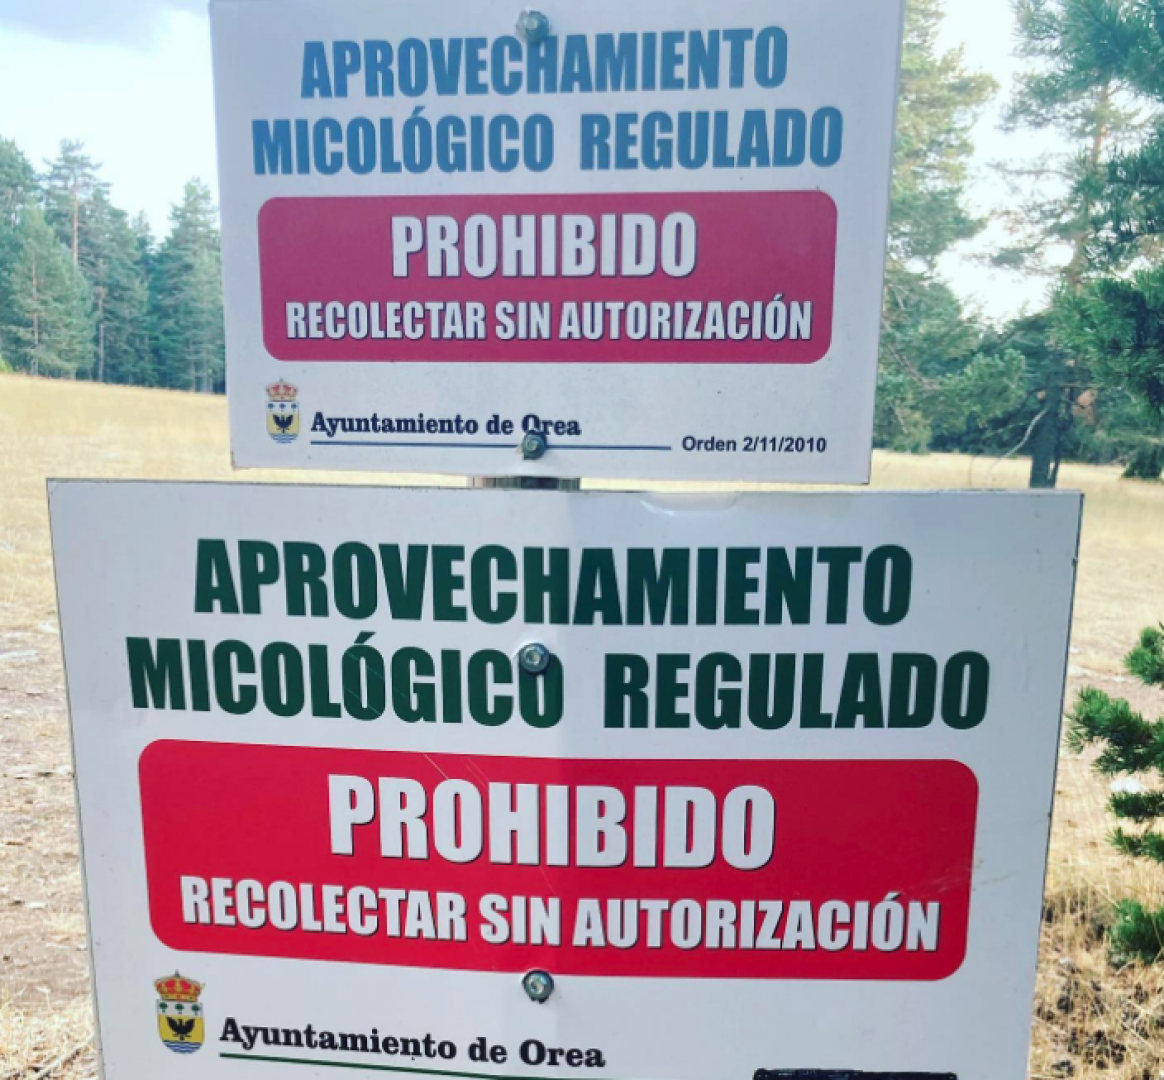 APROVECHAMIENTO
MICOLÓGICO REGULADO
PROHIBIDO
RECOLECTAR SIN AUTORIZACIÓN
Ayuntamiento de Orea
Orden 2/11/2010
APROVECHAMIENTO
MICOLÓGICO REGULADO
PROHIBIDO
RECOLECTAR SIN AUTORIZACIÓN
Ayuntamiento de Orea